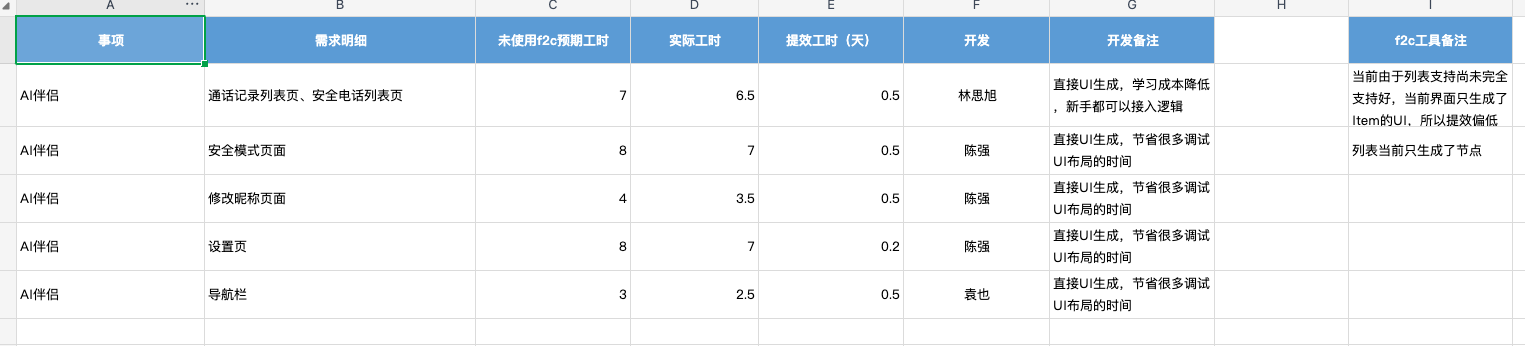 A ... B C D E F G H I
事项 需求明细 未使用f2c预期工时 实际工时 提效工时（天） 开发 开发备注 f2c工具备注
AI伴侣 通话记录列表页、安全电话列表页 7 6.5 0.5 林思旭
直接UI生成，学习成本降低
，新手都可以接入逻辑
当前由于列表支持尚未完全
支持好，当前界面只生成了
Item的UI，所以提效偏低
AI伴侣 安全模式页面 8 7 0.5 陈强
直接UI生成，节省很多调试
UI布局的时间
列表当前只生成了节点
AI伴侣 修改昵称页面 4 3.5 0.5 陈强
直接UI生成，节省很多调试
UI布局的时间
AI伴侣 设置页 8 7 0.2 陈强
直接UI生成，节省很多调试
UI布局的时间
AI伴侣 导航栏 3 2.5 0.5 袁也
直接UI生成，节省很多调试
UI布局的时间